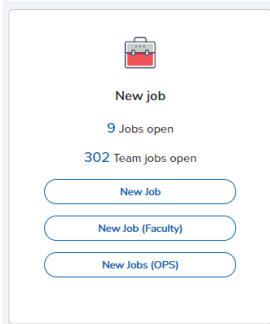 New job
9 Jobs open
302 Team jobs open
New Job
New Job (Faculty)
New Jobs (OPS)